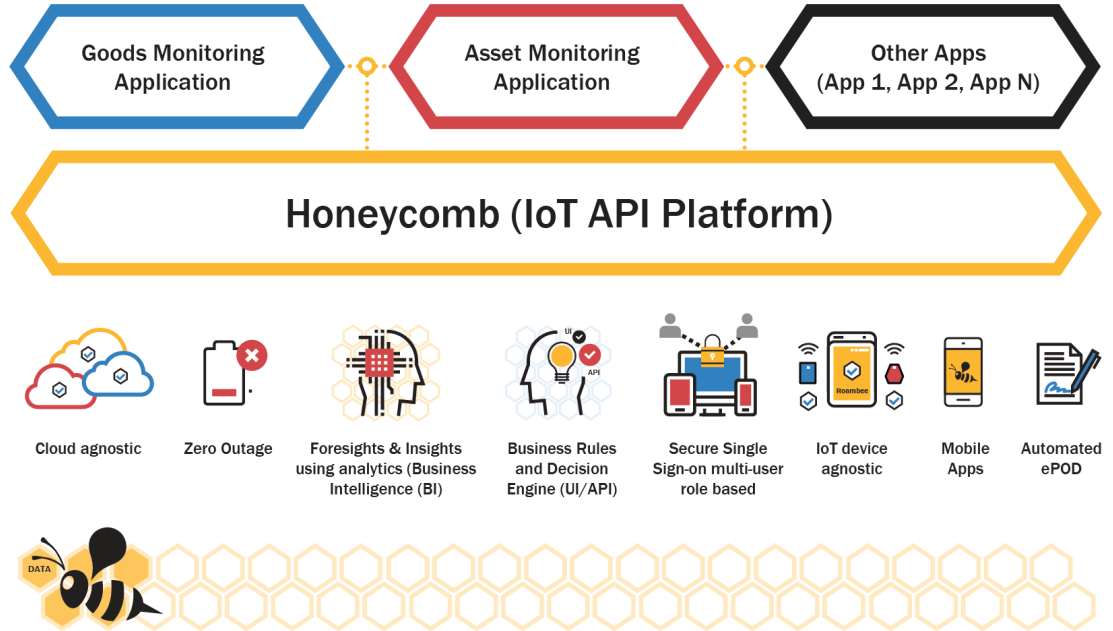 Goods Monitoring
Application
Asset Monitoring
Application
Other Apps
(App 1, App 2, App N)
Honeycomb (IoT API Platform)
UI
API
Roambee
Cloud agnostic
Zero Outage
Foresights & Insights
using analytics (Business
Intelligence (BI)
Business Rules
and Decision
Engine (UI/API)
Secure Single
Sign-on multi-user
role based
IoT device
agnostic
Mobile
Apps
Automated
ePOD
DATA